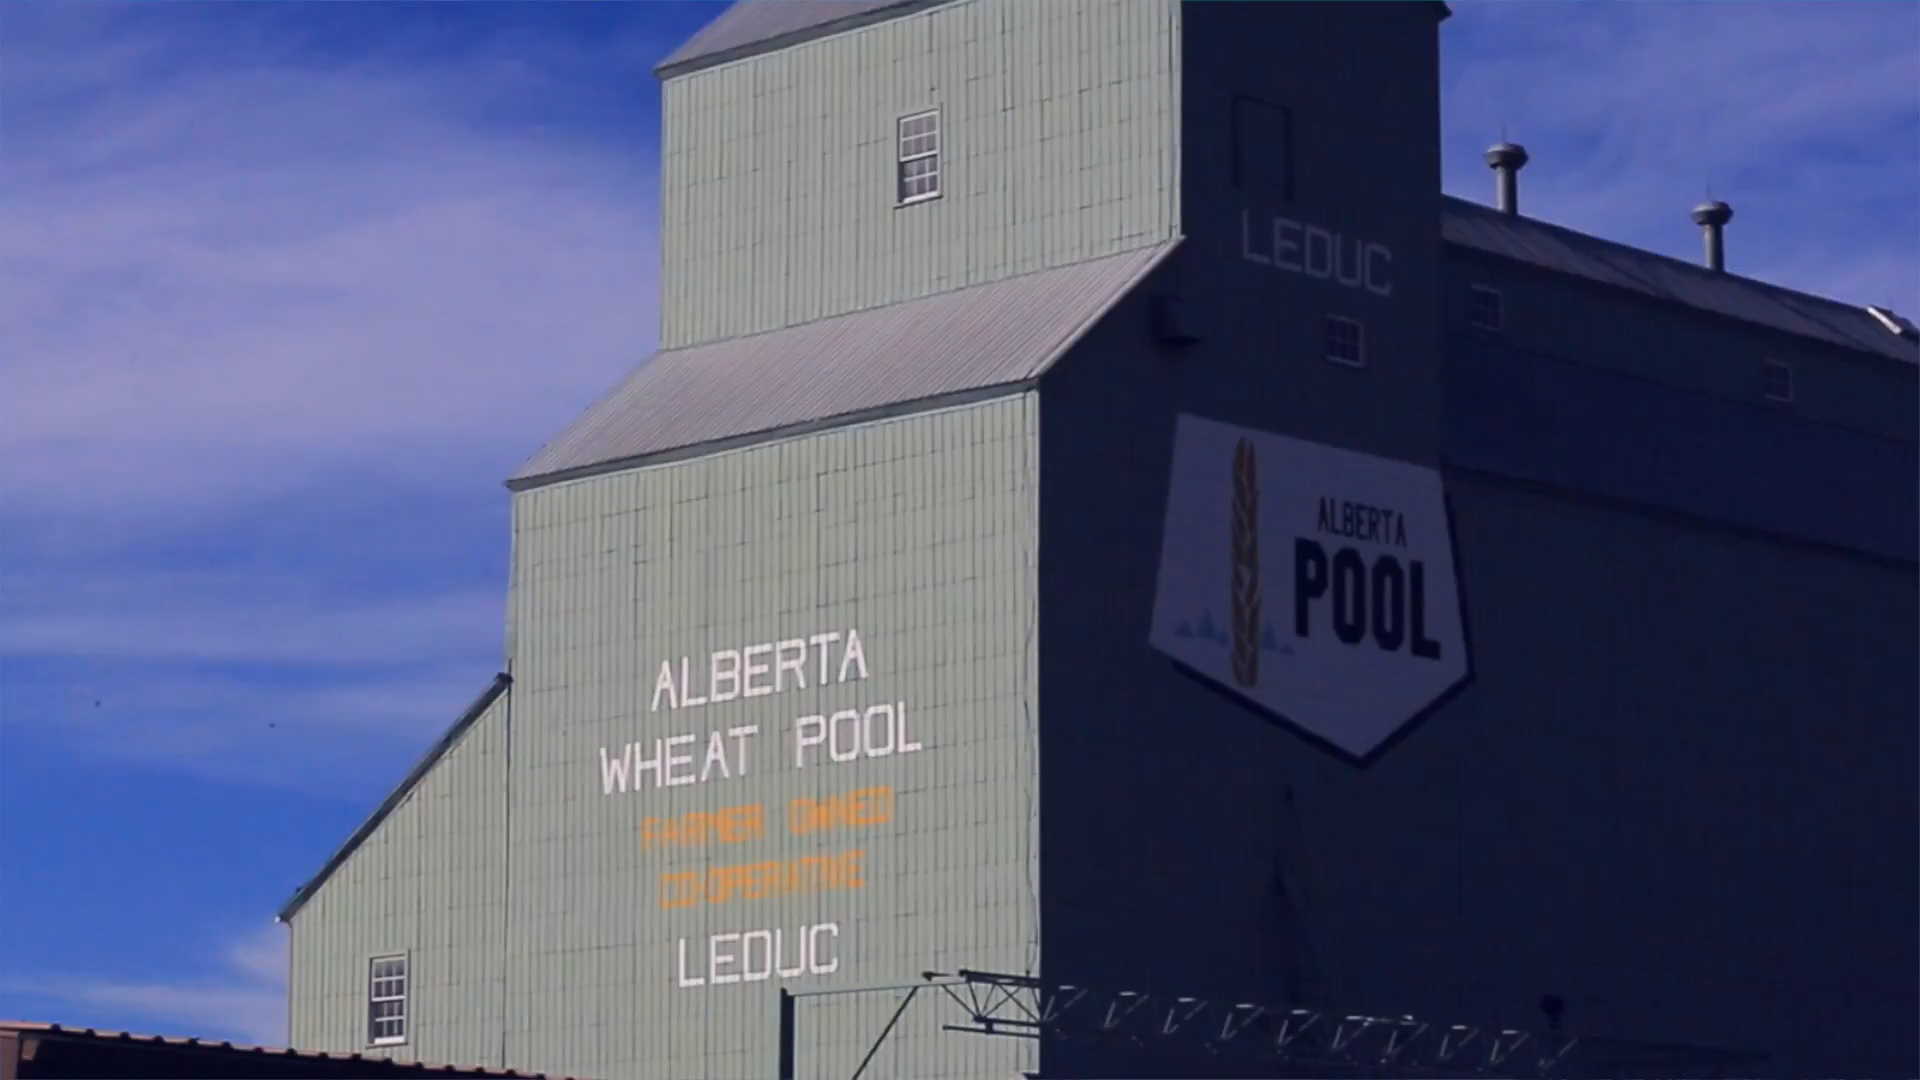 ALBERTA
WHEAT POOL
FARMER OWNED
CO-OPERATIVE
LEDUC
LEDUC
ALBERTA
POOL